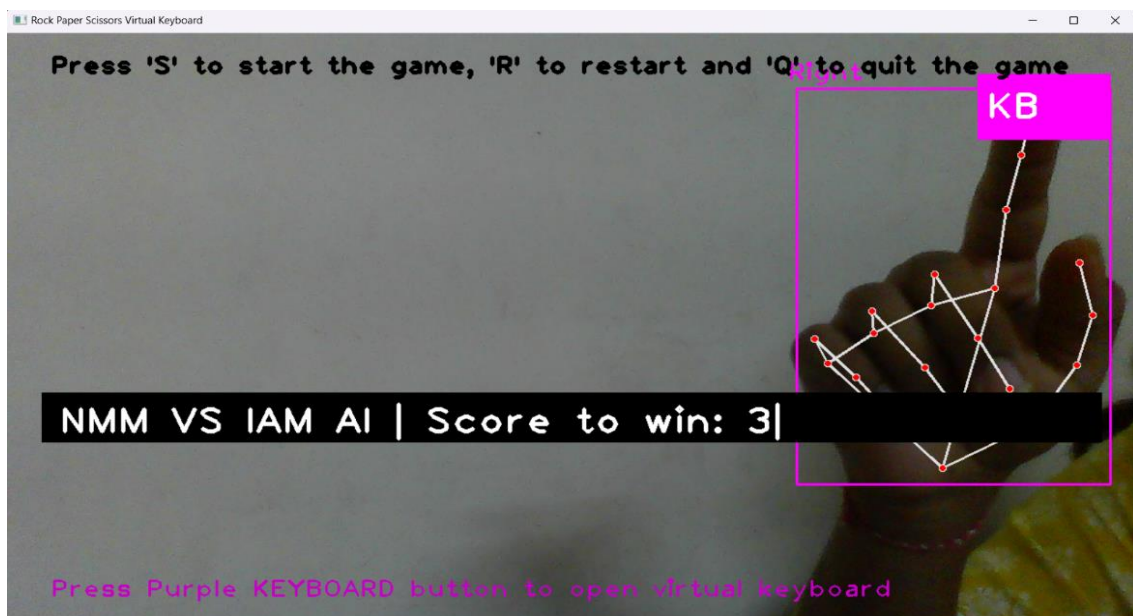 Rock Paper Scissors Virtual Keyboard
Press 'S' to start the game, 'R' to restart and 'Q' to quit the game
Right
KB
NMM VS IAM AI | Score to win: 3|
Press Purple KEYBOARD button to open virtual keyboard